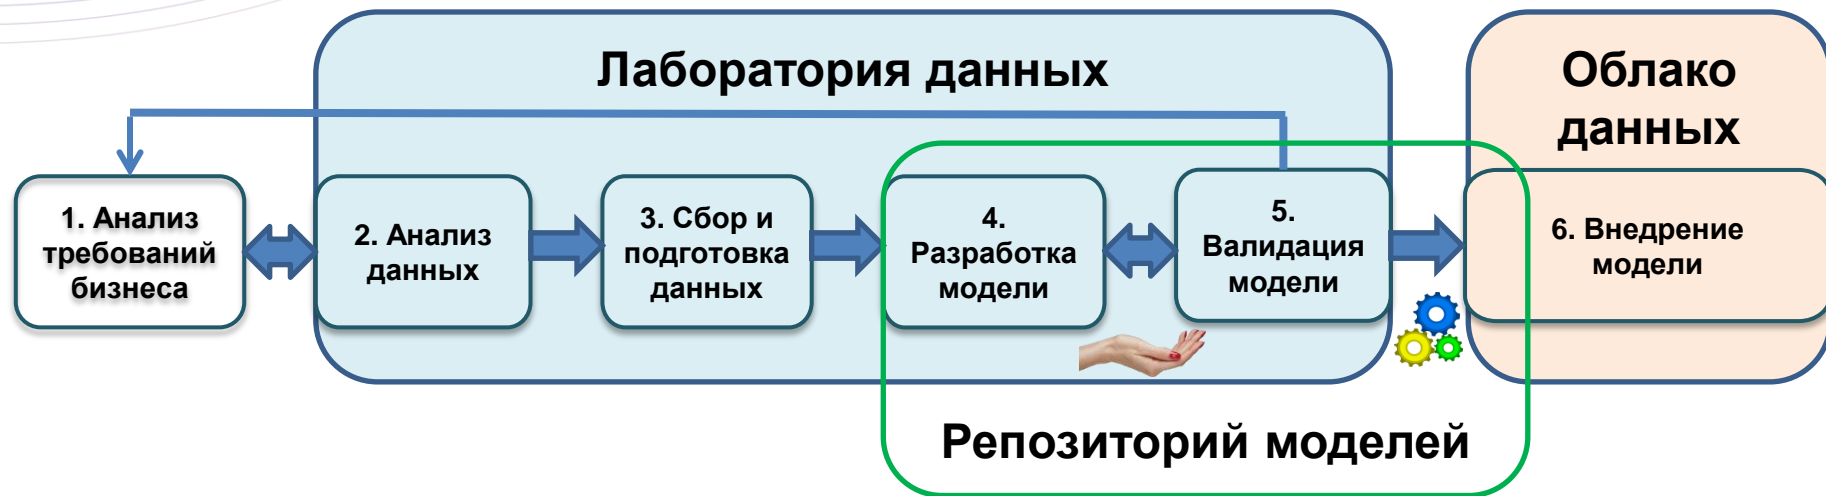 Лаборатория данных
Облако
данных
1. Анализ
требований
бизнеса
2. Анализ
данных
3. Сбор и
подготовка
данных
4.
Разработка
модели
5.
Валидация
модели
6. Внедрение
модели
Репозиторий моделей